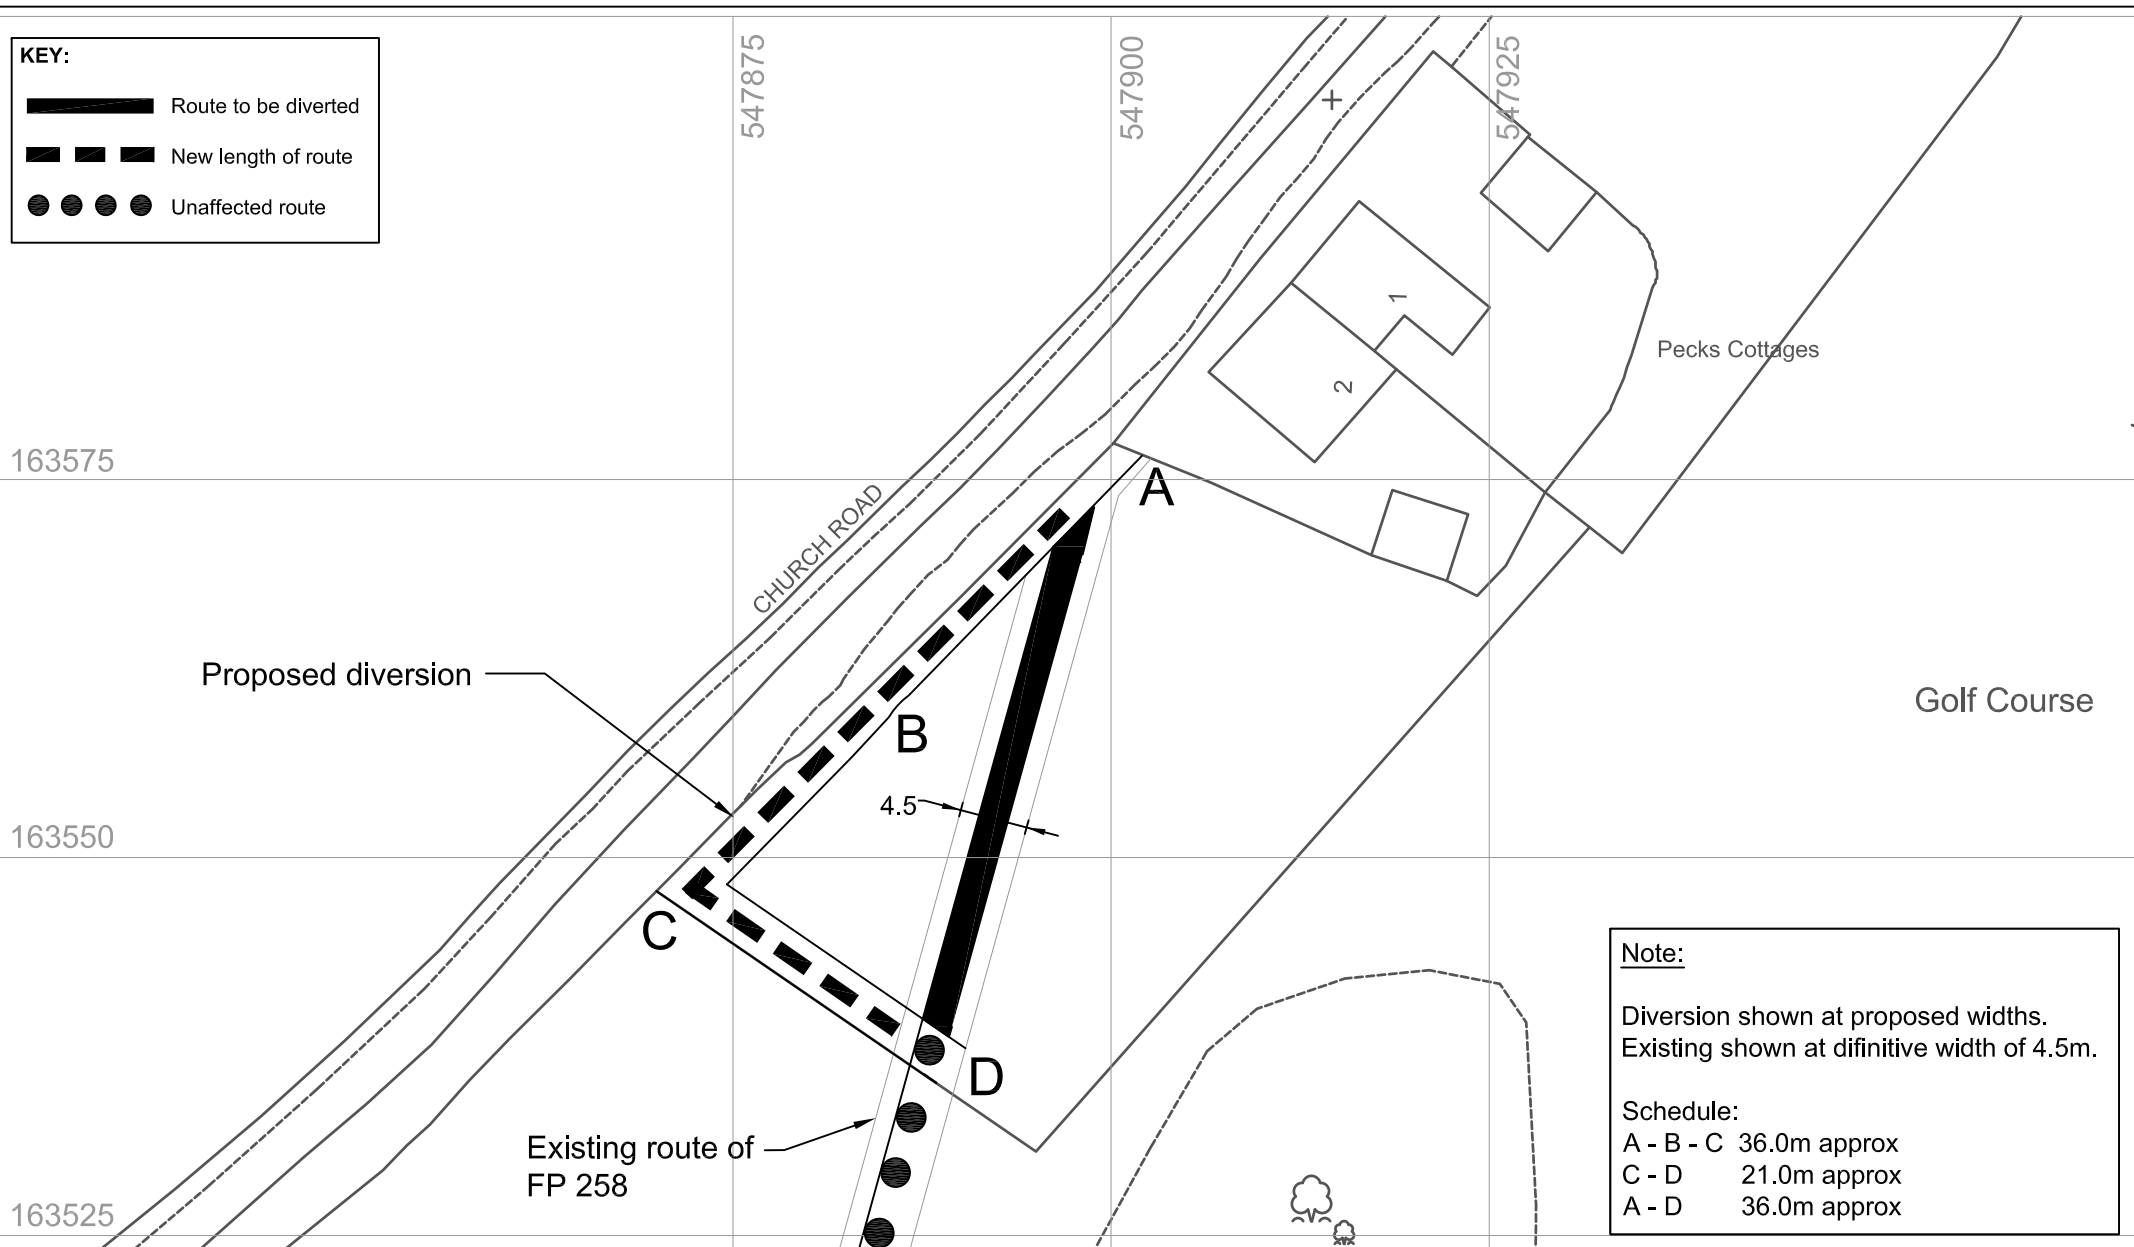 KEY:
Route to be diverted
New length of route
Unaffected route
547875
547900
547925
1
2
Pecks Cottages
163575
A
CHURCH ROAD
Proposed diversion
B
Golf Course
4.5
163550
C
D
Existing route of
FP 258
163525
Note:
Diversion shown at proposed widths.
Existing shown at difinitive width of 4.5m.
Schedule:
A - B - C 36.0m approx
C - D 21.0m approx
A - D 36.0m approx